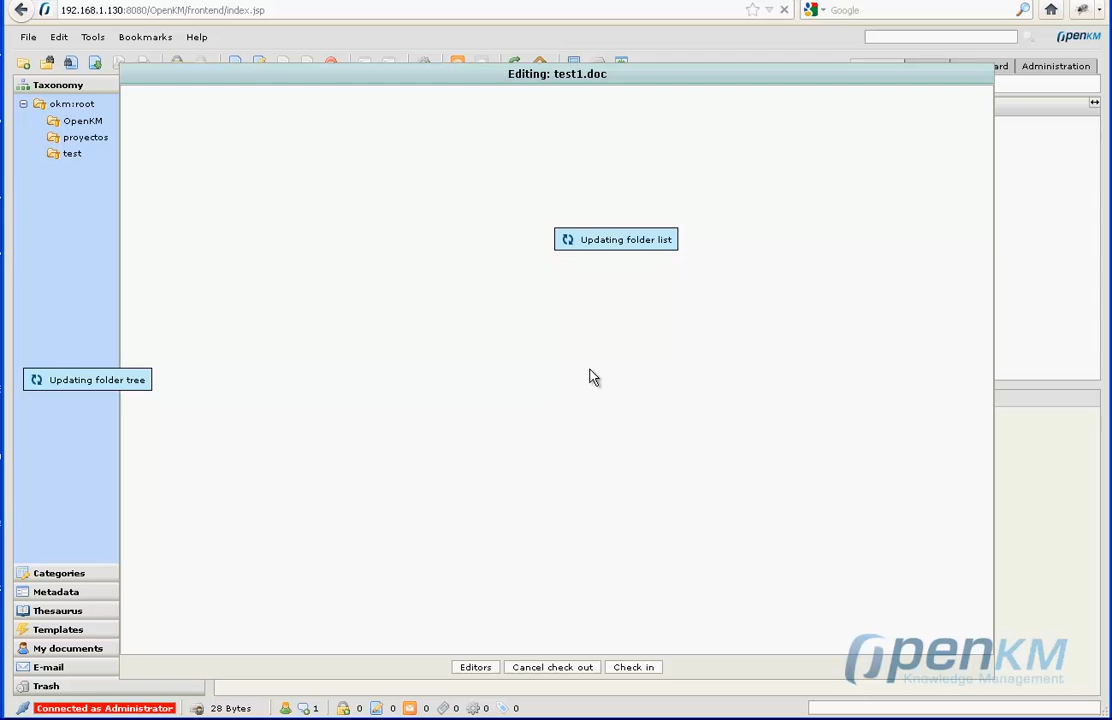 192.168.1.130:8080/OpenKM/frontend/index.jsp
Google
File Edit Tools Bookmarks Help
OPENKM
Editing: test1.doc
Administration
Taxonomy
okm:root
OpenKM
proyectos
test
Updating folder list
Updating folder tree
Categories
Metadata
Thesaurus
Templates
My documents
E-mail
Trash
Editors Cancel check out Check in
OpenKM
Knowledge Management
Connected as Administrator 28 Bytes 1 0 0 0 0 0 0